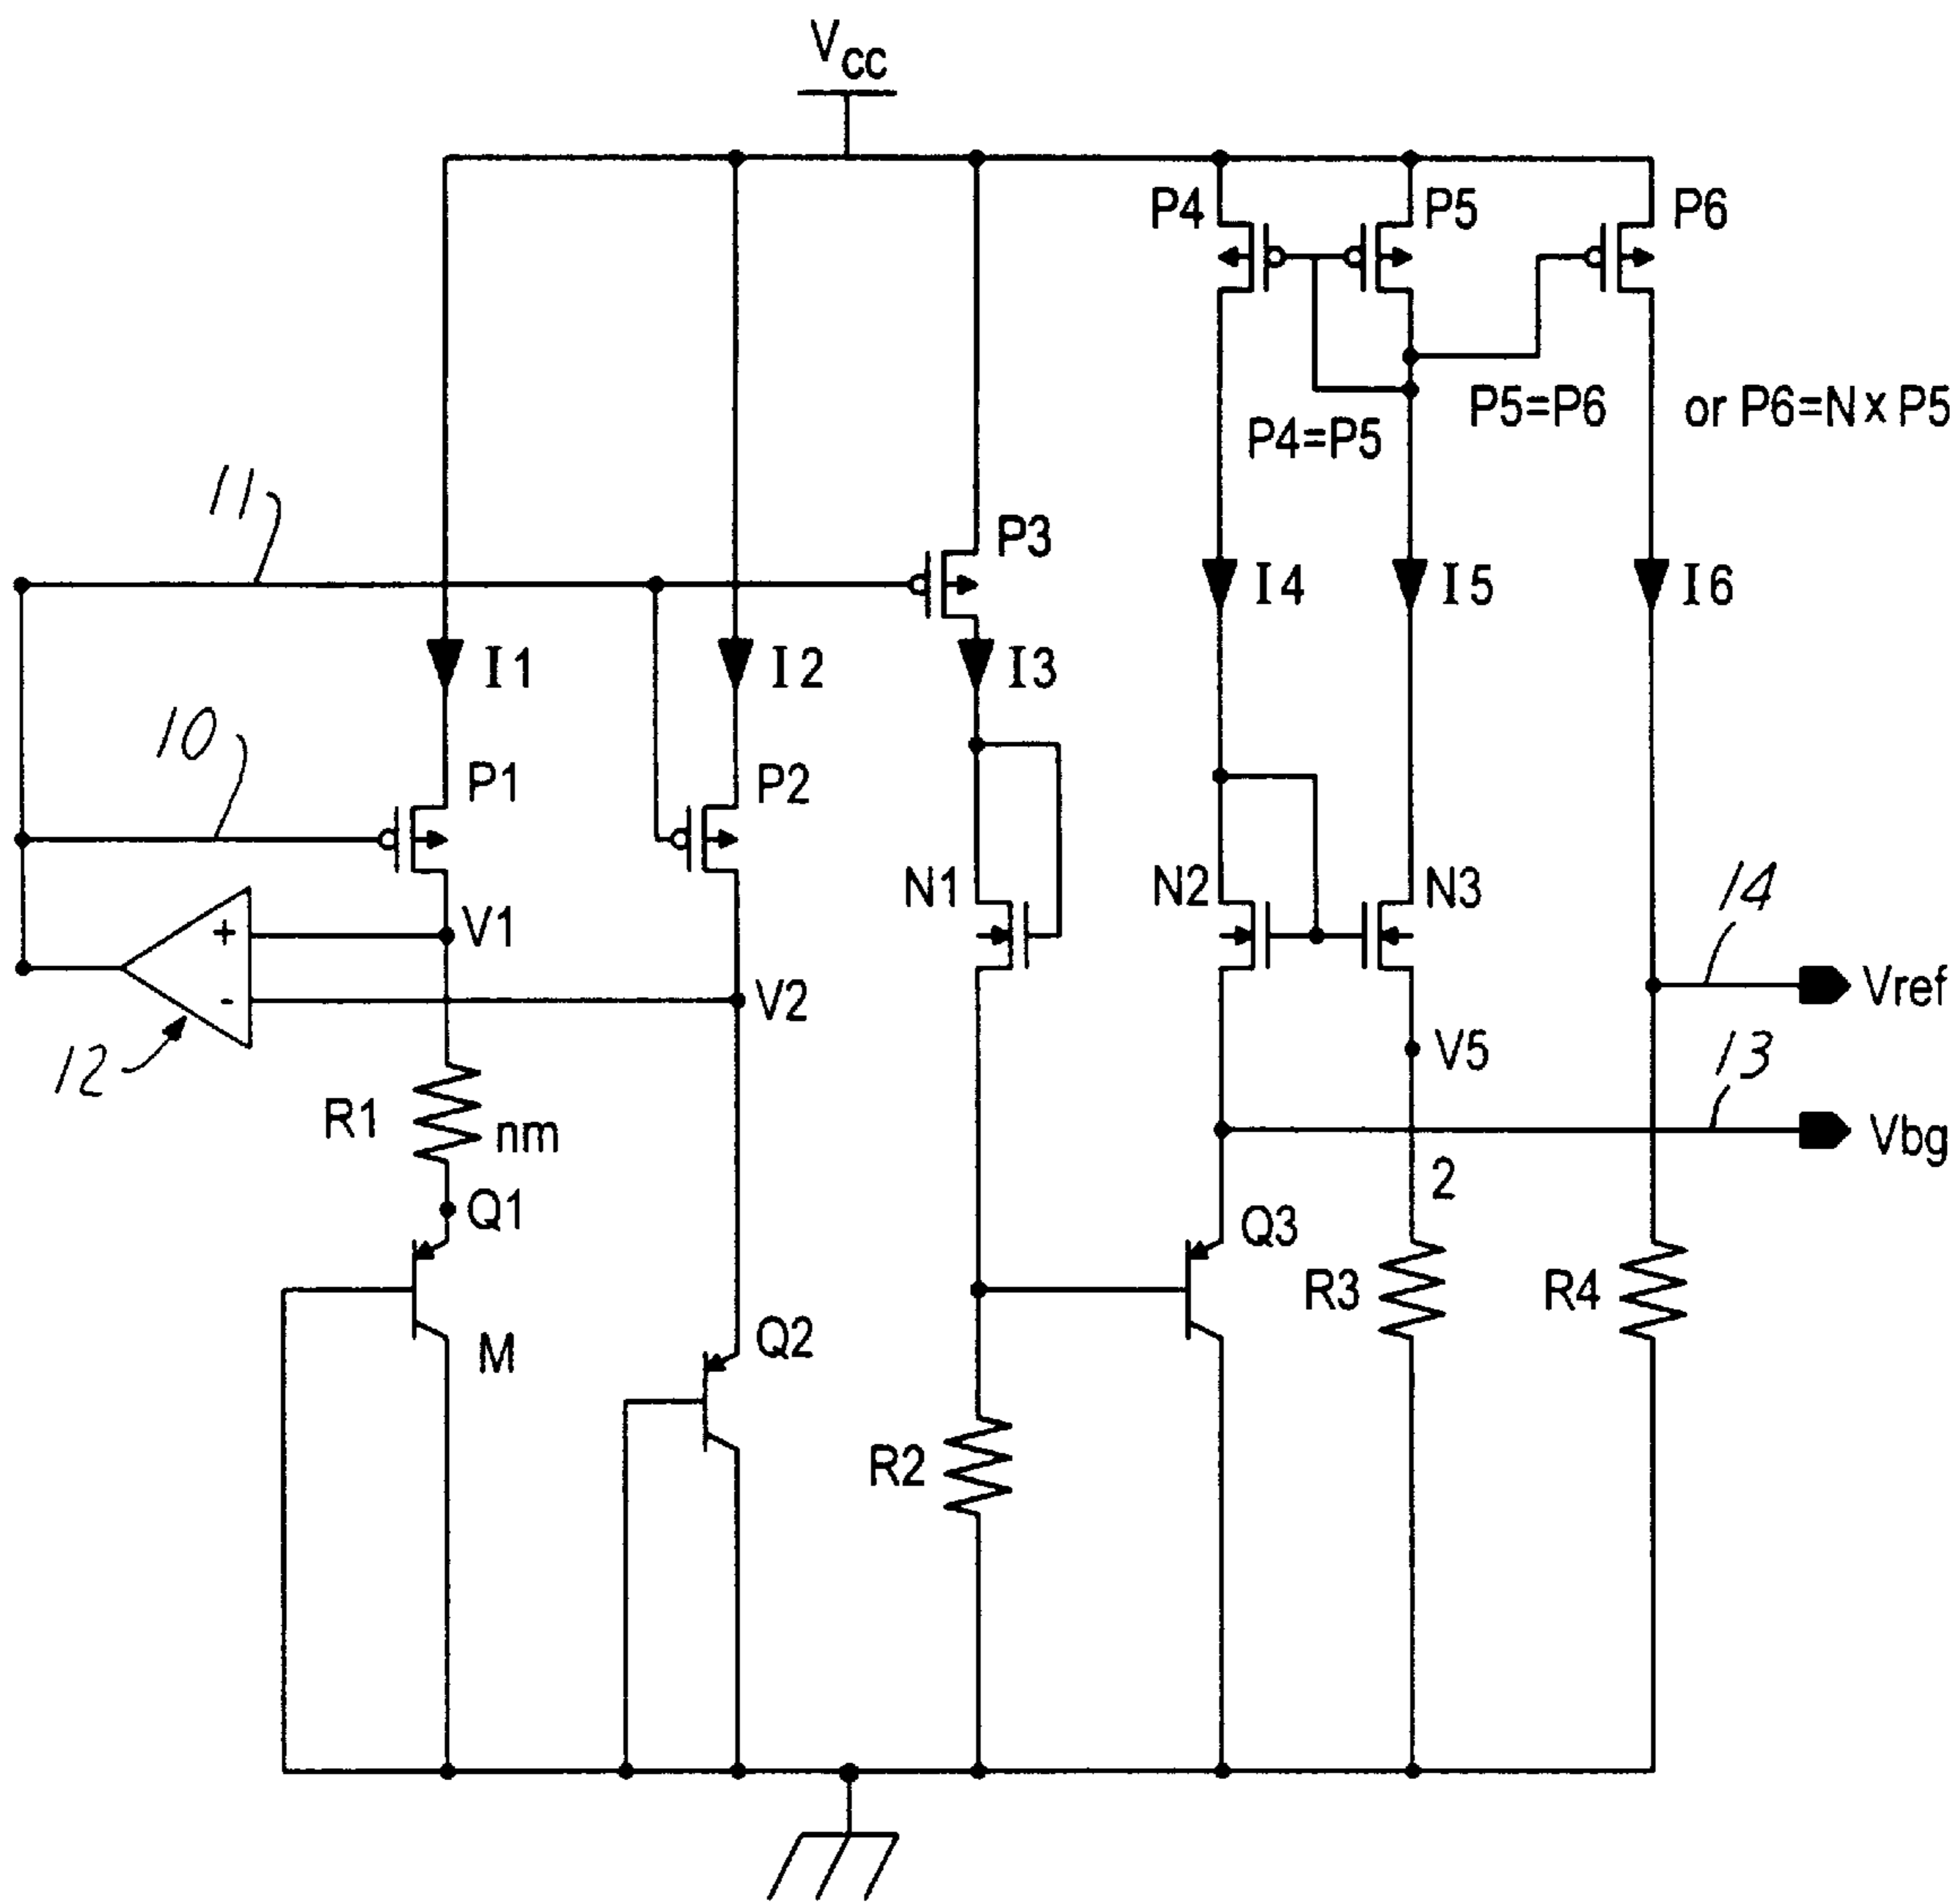 Vcc
P4
P5
P6
P5=P6
or P6=N x P5
P4=P5
11
P3
I4
I5
I6
I1
I2
I3
10
P1
P2
N1
N2
N3
14
+
V1
-
V2
Vref
12
V5
13
R1
nm
Vbg
2
Q1
Q3
R3
R4
M
Q2
R2